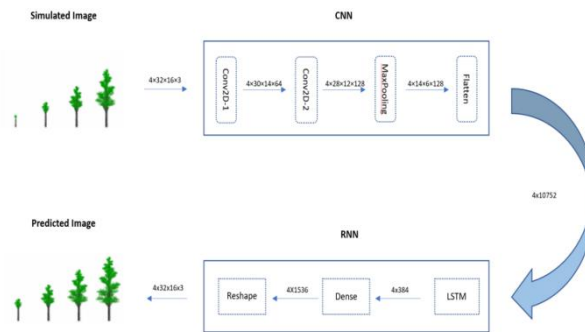 Simulated Image
CNN
4×32×16×3
Conv2D-1
4×30×14×64
Conv2D-2
4×28×12×128
MaxPooling
4×14×6×128
Flatten
4x10752
Predicted Image
RNN
4x32x16x3
Reshape
4X1536
Dense
4x384
LSTM